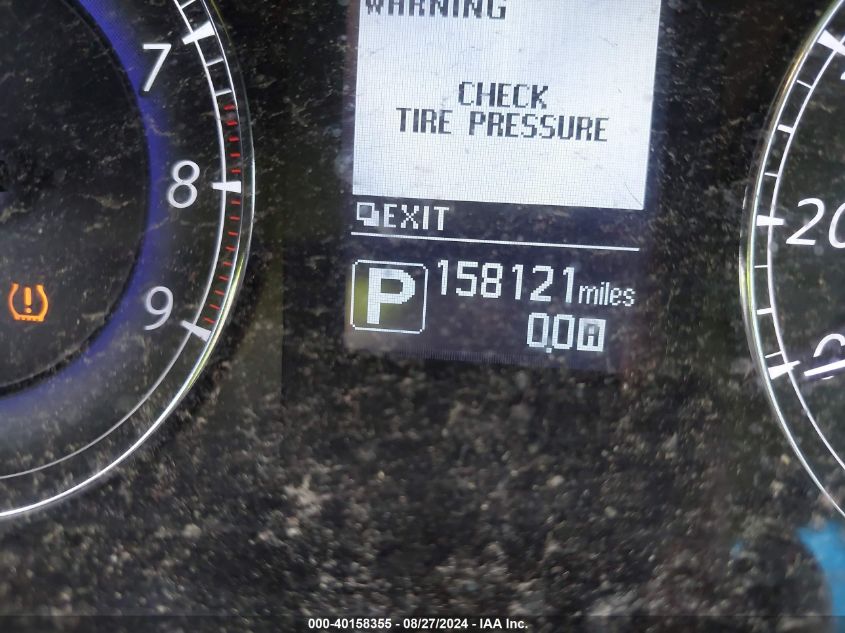 WARNING
CHECK
TIRE PRESSURE
EXIT
P 158121 miles
0.0 A
7
8
9
20
000-40158355 - 08/27/2024 - IAA Inc.